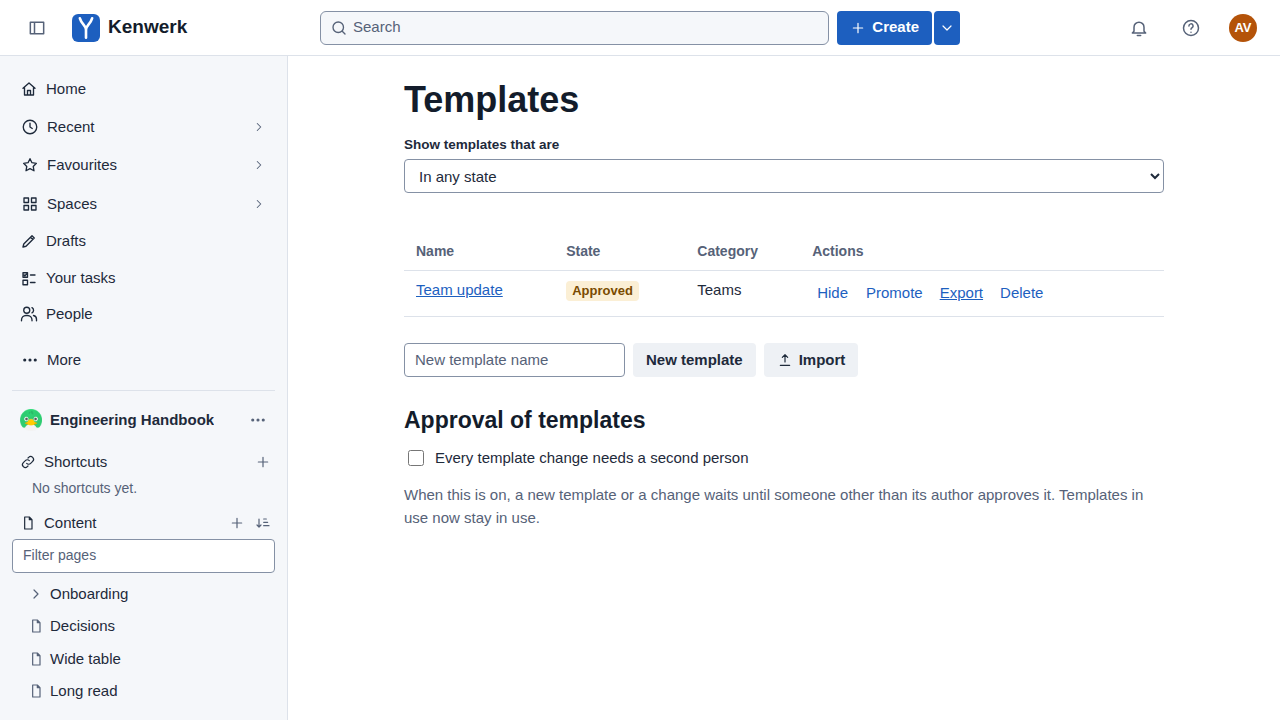 Kenwerk
Search
Create
AV
Home
Recent
Favourites
Spaces
Drafts
Your tasks
People
More
Engineering Handbook
Shortcuts
No shortcuts yet.
Content
Filter pages
Onboarding
Decisions
Wide table
Long read
Templates
Show templates that are
In any state
Name State Category Actions
Team update Approved Teams Hide Promote Export Delete
New template name New template Import
Approval of templates
Every template change needs a second person
When this is on, a new template or a change waits until someone other than its author approves it. Templates in
use now stay in use.